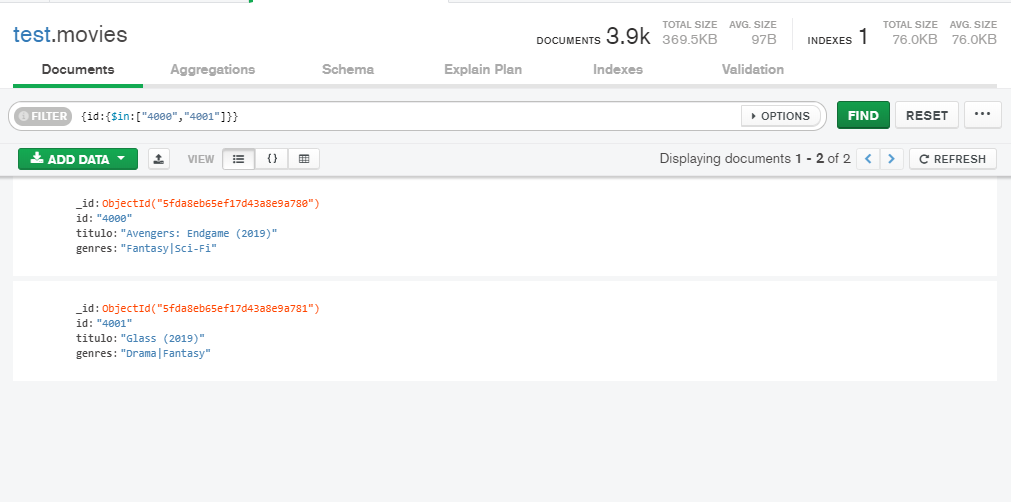 test.movies
DOCUMENTS 3.9k TOTAL SIZE 369.5KB AVG. SIZE 97B INDEXES 1 TOTAL SIZE 76.0KB AVG. SIZE 76.0KB
Documents Aggregations Schema Explain Plan Indexes Validation
FILTER {id:{$in:["4000","4001"]}} OPTIONS FIND RESET ...
ADD DATA VIEW {} Displaying documents 1 - 2 of 2 < > REFRESH
_id: ObjectId("5fda8eb65ef17d43a8e9a780")
id: "4000"
titulo: "Avengers: Endgame (2019)"
genres: "Fantasy|Sci-Fi"
_id: ObjectId("5fda8eb65ef17d43a8e9a781")
id: "4001"
titulo: "Glass (2019)"
genres: "Drama|Fantasy"